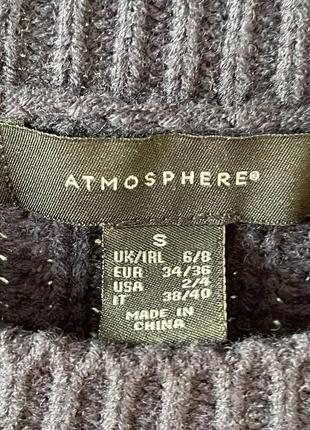 ATMOSPHERE®
S
UK/IRL 6/8
EUR 34/36
USA 2/4
IT 38/40
MADE IN
CHINA